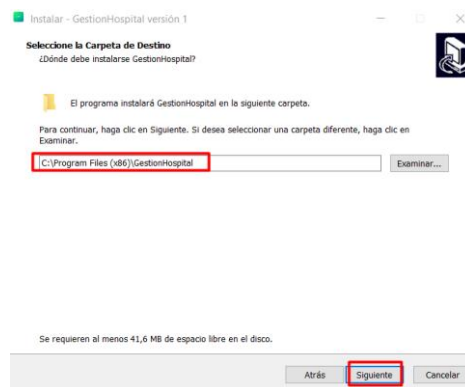 Instalar - GestionHospital versión 1
Seleccione la Carpeta de Destino
¿Dónde debe instalarse GestionHospital?
El programa instalará GestionHospital en la siguiente carpeta.
Para continuar, haga clic en Siguiente. Si desea seleccionar una carpeta diferente, haga clic en
Examinar.
C:\Program Files (x86)\GestionHospital
Examinar...
Se requieren al menos 41,6 MB de espacio libre en el disco.
Atrás Siguiente Cancelar